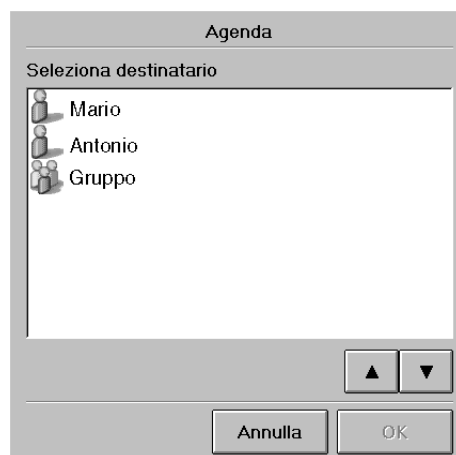 Agenda
Seleziona destinatario
Mario
Antonio
Gruppo
Annulla OK